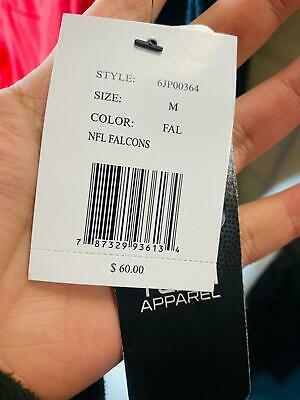 STYLE: 6JP00364
SIZE: M
COLOR: FAL
NFL FALCONS
7 87329 93613 4
$ 60.00
APPAREL